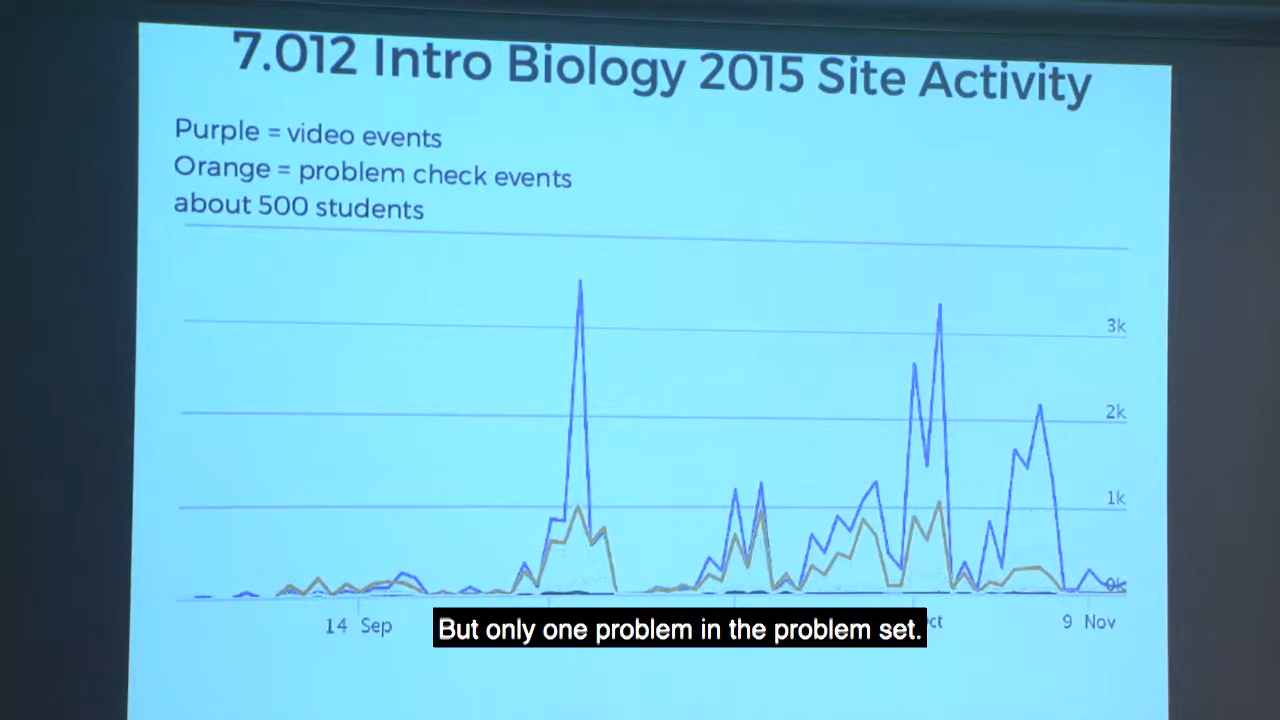 7.012 Intro Biology 2015 Site Activity
Purple = video events
Orange = problem check events
about 500 students
3k
2k
1k
0k
14 Sep
9 Nov
But only one problem in the problem set.